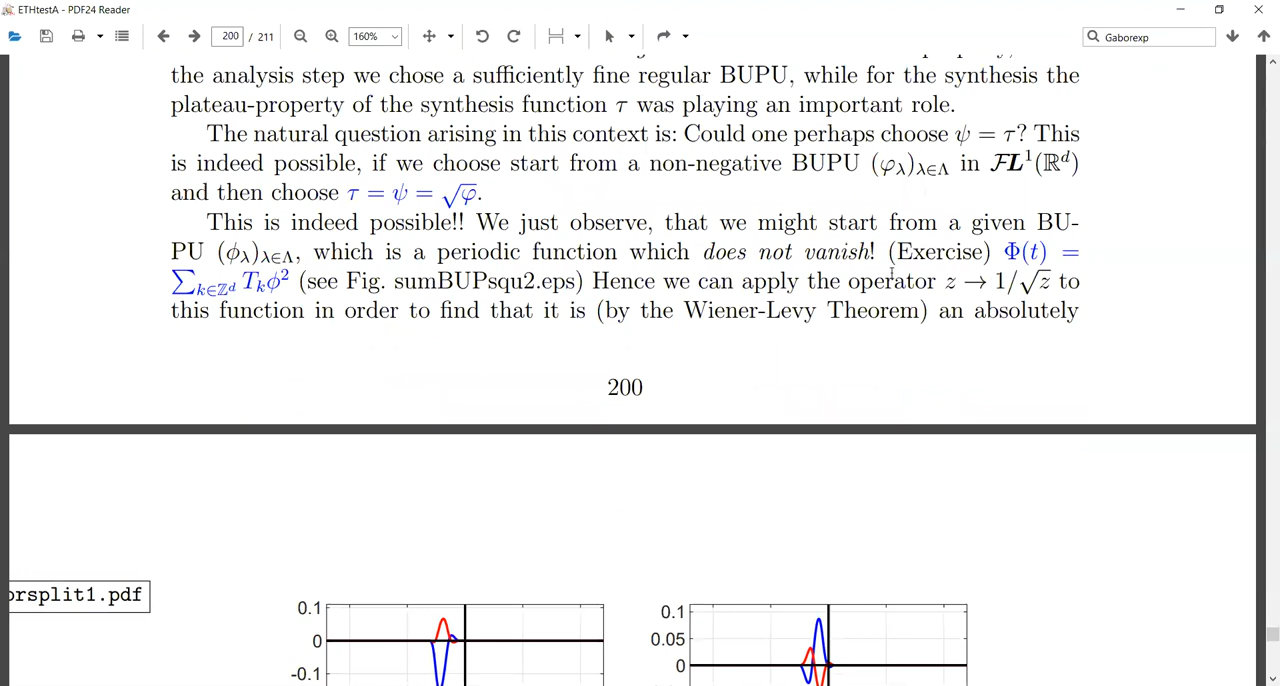 ETHtestA - PDF24 Reader
200 / 211
160%
Gaborexp
the analysis step we chose a sufficiently fine regular BUPU, while for the synthesis the
plateau-property of the synthesis function τ was playing an important role.
The natural question arising in this context is: Could one perhaps choose ψ = τ? This
is indeed possible, if we choose start from a non-negative BUPU (φ_λ)_{λ∈Λ} in 𝓕L¹(ℝᵈ)
and then choose τ = ψ = √φ.
This is indeed possible!! We just observe, that we might start from a given BU-
PU (ϕ_λ)_{λ∈Λ}, which is a periodic function which does not vanish! (Exercise) Φ(t) =
∑_{k∈ℤᵈ} T_kϕ² (see Fig. sumBUPsqu2.eps) Hence we can apply the operator z → 1/√z to
this function in order to find that it is (by the Wiener-Levy Theorem) an absolutely
200
orsplit1.pdf
0.1
0
-0.1
0.1
0.05
0